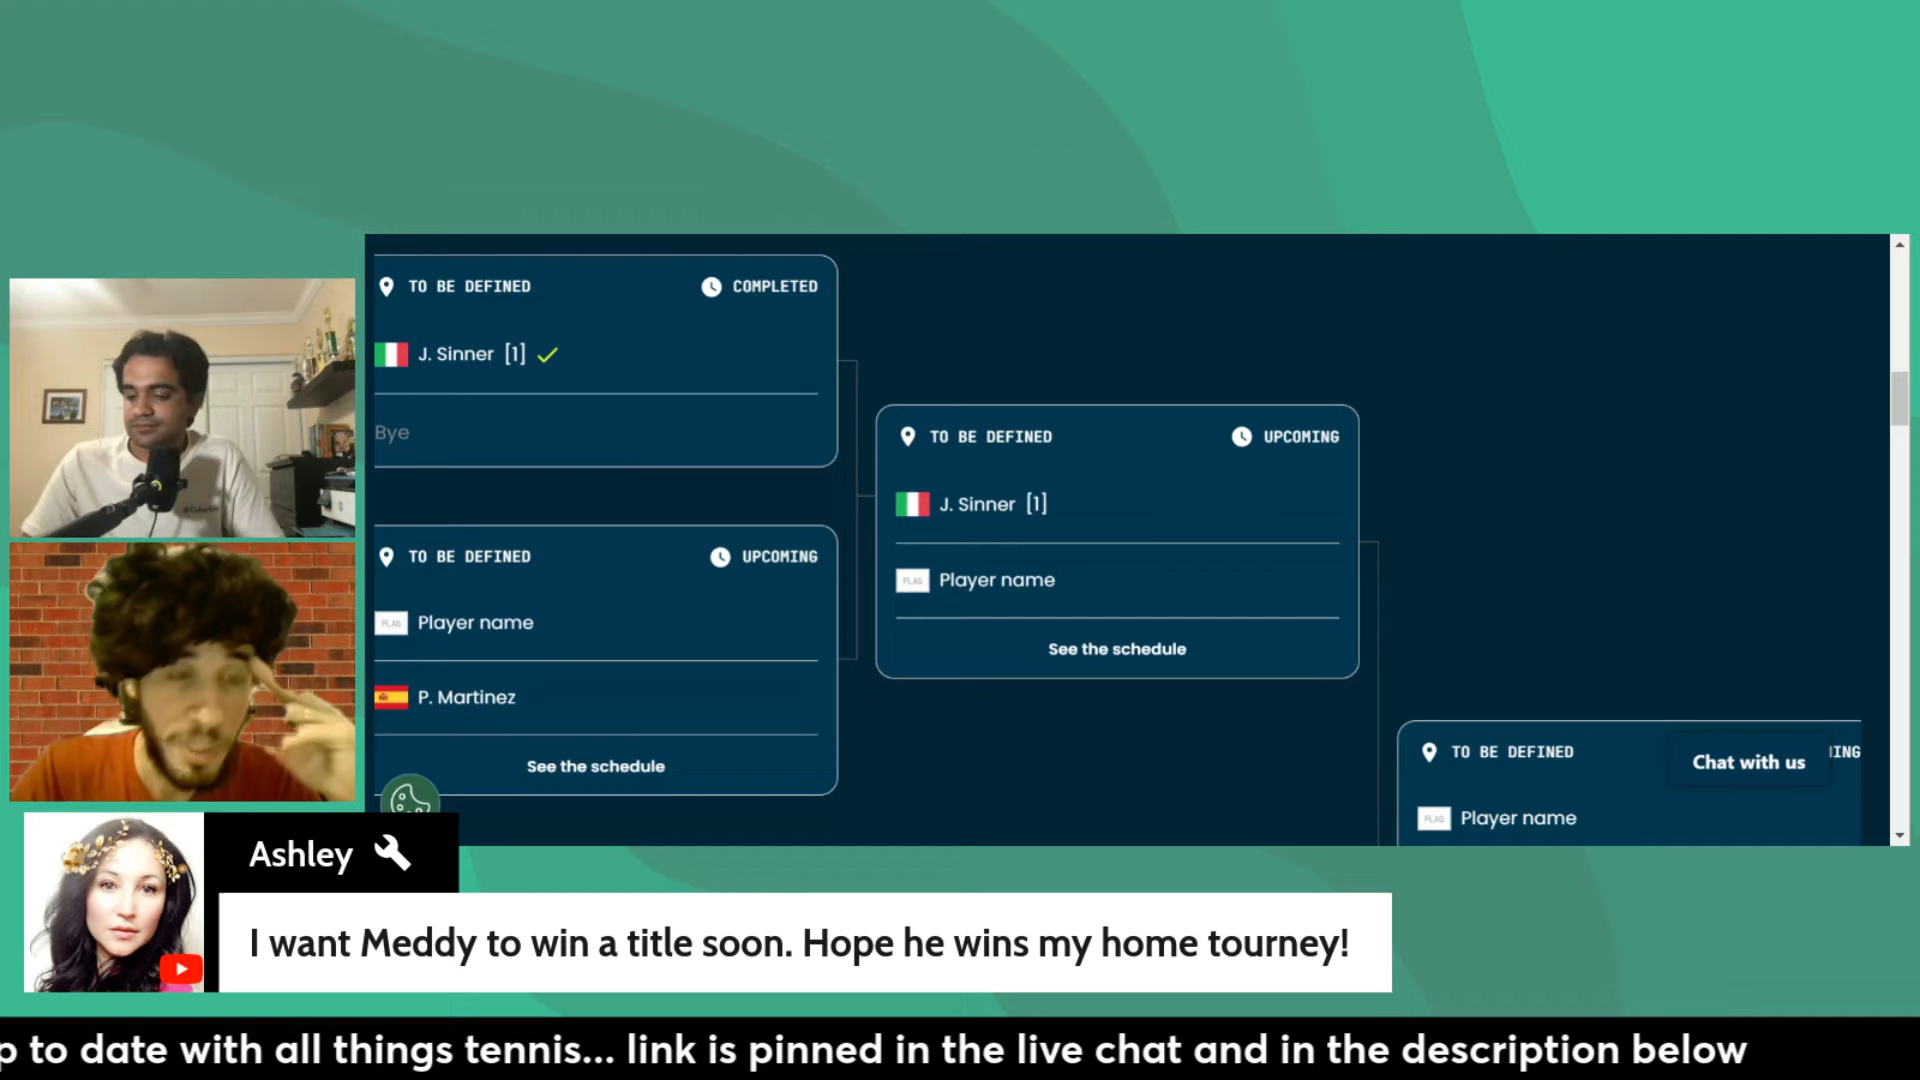 TO BE DEFINED
COMPLETED
J. Sinner [1]
Bye
TO BE DEFINED
UPCOMING
FLAG Player name
P. Martinez
See the schedule
TO BE DEFINED
UPCOMING
J. Sinner [1]
FLAG Player name
See the schedule
TO BE DEFINED
ING
Chat with us
FLAG Player name
Ashley
I want Meddy to win a title soon. Hope he wins my home tourney!
p to date with all things tennis... link is pinned in the live chat and in the description below